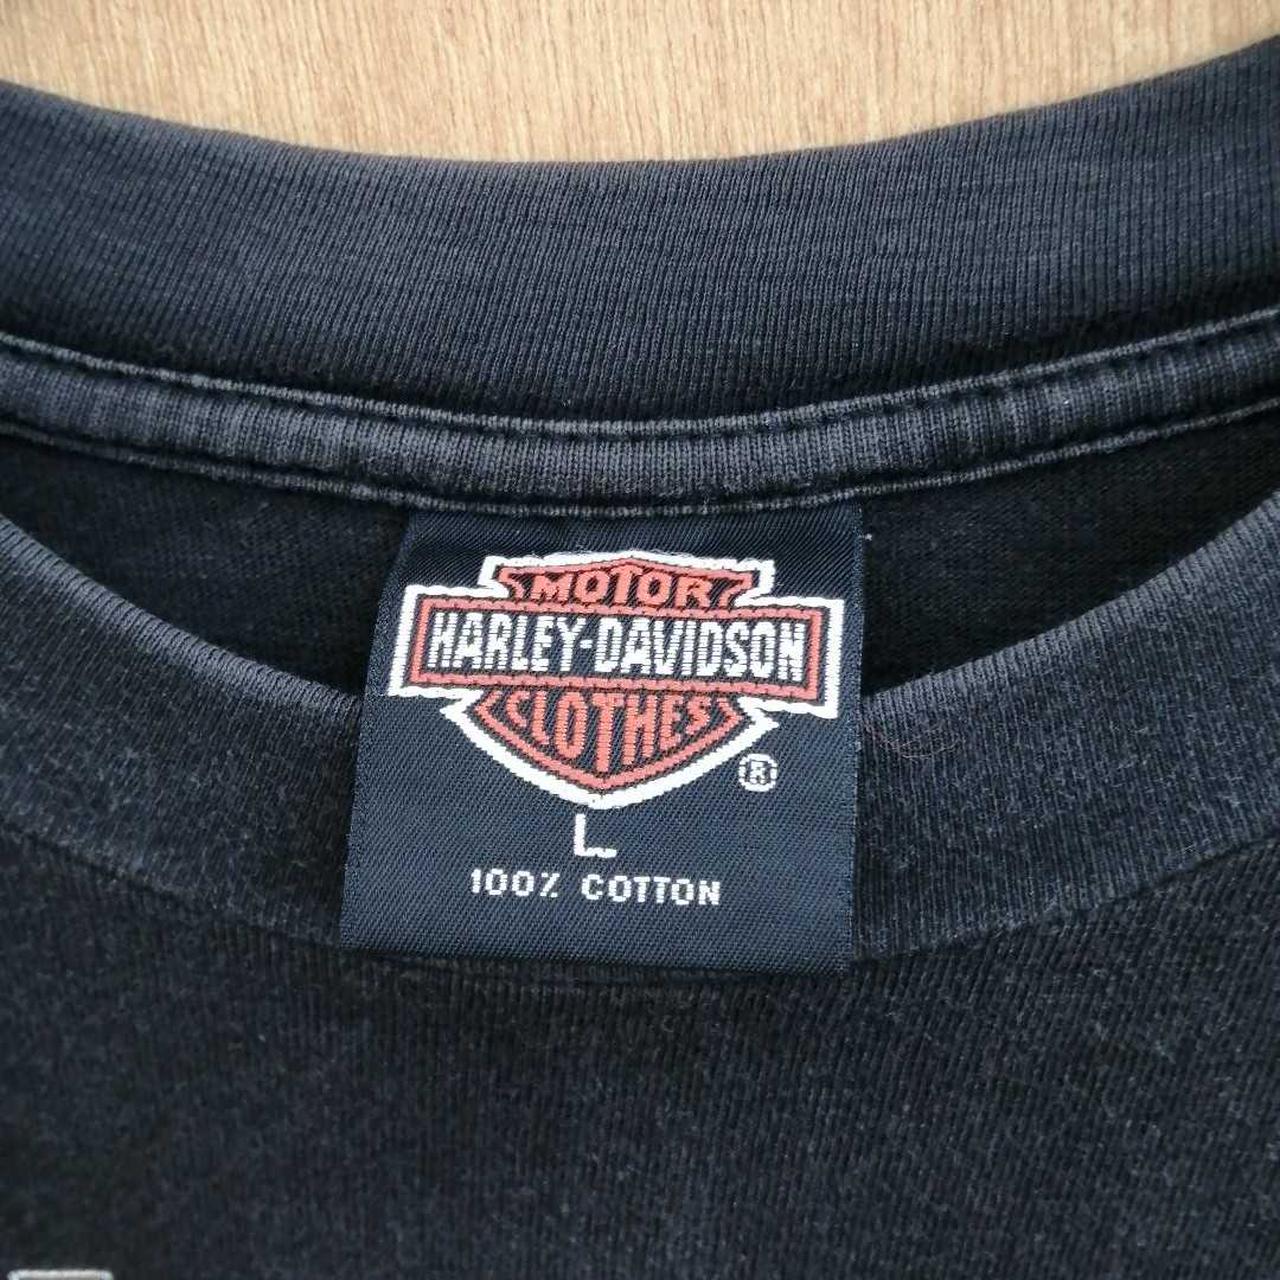 MOTOR
HARLEY-DAVIDSON
CLOTHES
®
L
100% COTTON